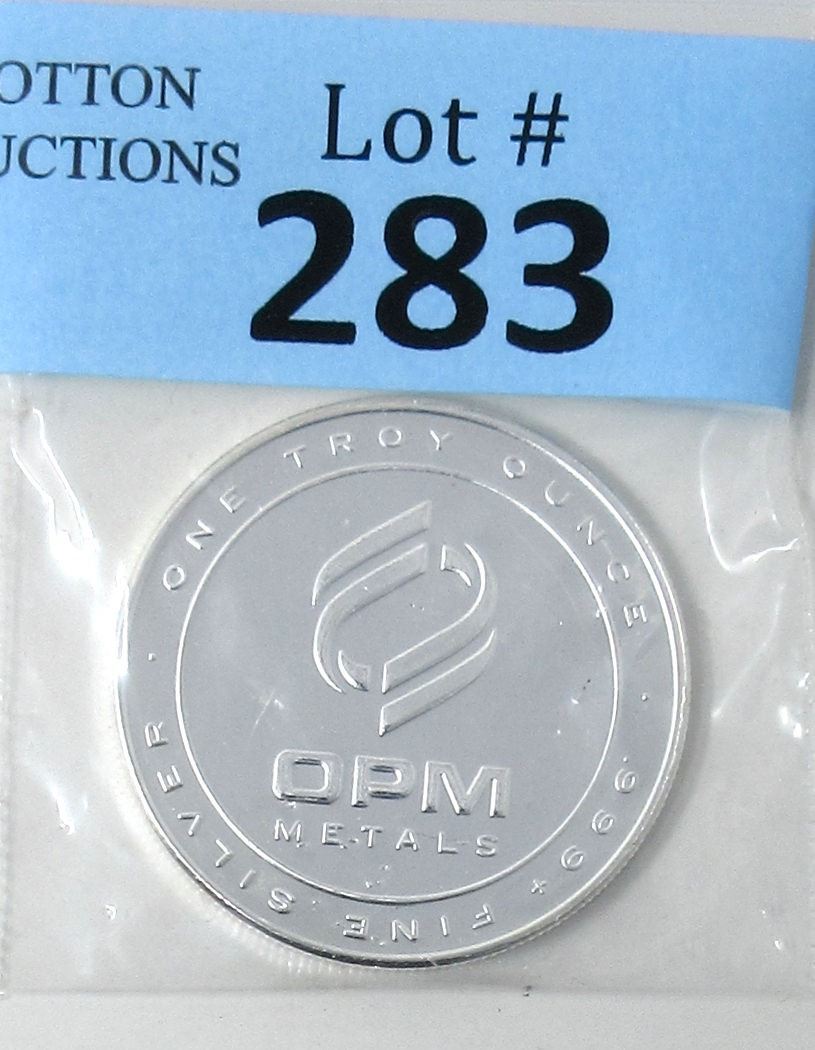 OTTON
UCTIONS
Lot #
283
ONE TROY OUNCE · .999+ FINE SILVER ·
OPM
METALS